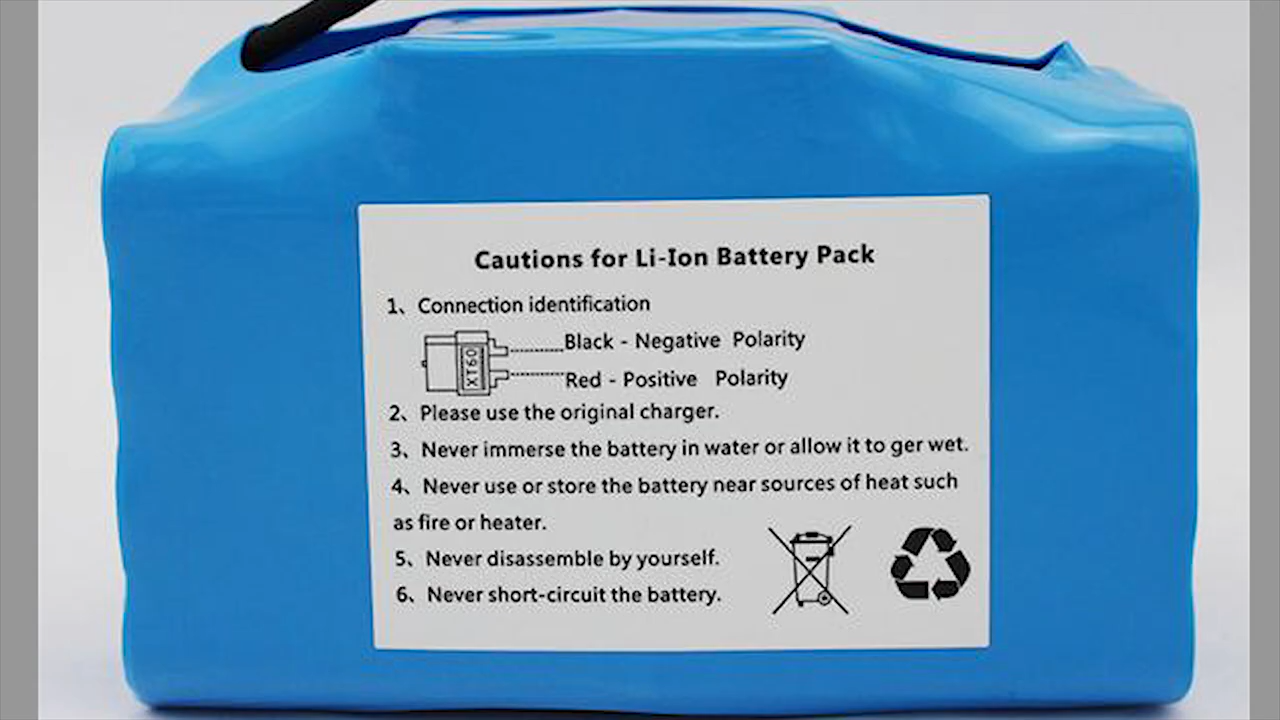 Cautions for Li-Ion Battery Pack
1、Connection identification
Black - Negative Polarity
XT60
Red - Positive Polarity
2、Please use the original charger.
3、Never immerse the battery in water or allow it to ger wet.
4、Never use or store the battery near sources of heat such
as fire or heater.
5、Never disassemble by yourself.
6、Never short-circuit the battery.